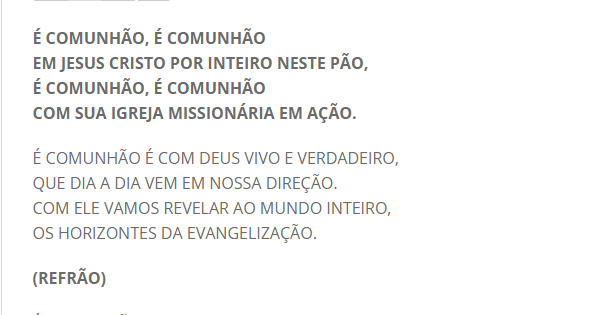 É COMUNHÃO, É COMUNHÃO
EM JESUS CRISTO POR INTEIRO NESTE PÃO,
É COMUNHÃO, É COMUNHÃO
COM SUA IGREJA MISSIONÁRIA EM AÇÃO.
É COMUNHÃO É COM DEUS VIVO E VERDADEIRO,
QUE DIA A DIA VEM EM NOSSA DIREÇÃO.
COM ELE VAMOS REVELAR AO MUNDO INTEIRO,
OS HORIZONTES DA EVANGELIZAÇÃO.
(REFRÃO)